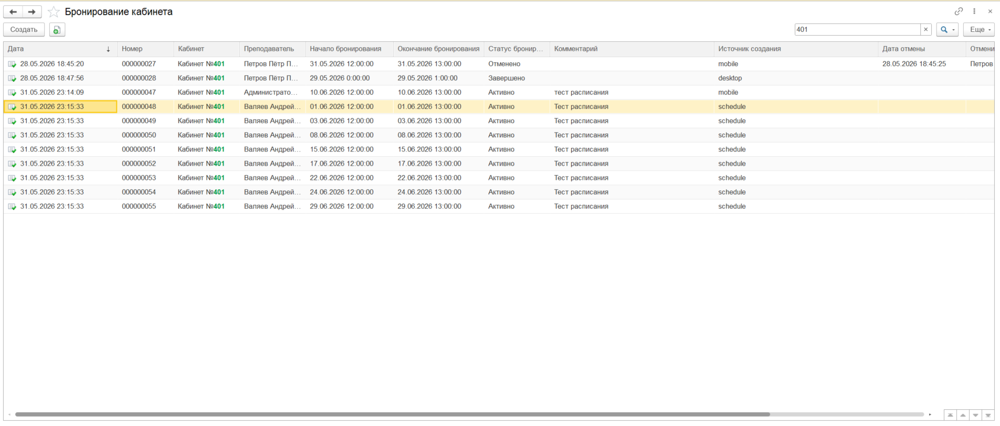 Бронирование кабинета
Создать 401 Еще
Дата Номер Кабинет Преподаватель Начало бронирования Окончание бронирования Статус бронир... Комментарий Источник создания Дата отмены Отмени
28.05.2026 18:45:20 000000027 Кабинет №401 Петров Пётр П... 31.05.2026 12:00:00 31.05.2026 13:00:00 Отменено mobile 28.05.2026 18:45:25 Петров
28.05.2026 18:47:56 000000028 Кабинет №401 Петров Пётр П... 29.05.2026 0:00:00 29.05.2026 1:00:00 Завершено desktop
31.05.2026 23:14:09 000000047 Кабинет №401 Администрато... 10.06.2026 12:00:00 10.06.2026 13:00:00 Активно тест расписания mobile
31.05.2026 23:15:33 000000048 Кабинет №401 Валяев Андрей... 01.06.2026 12:00:00 01.06.2026 13:00:00 Активно Тест расписания schedule
31.05.2026 23:15:33 000000049 Кабинет №401 Валяев Андрей... 03.06.2026 12:00:00 03.06.2026 13:00:00 Активно Тест расписания schedule
31.05.2026 23:15:33 000000050 Кабинет №401 Валяев Андрей... 08.06.2026 12:00:00 08.06.2026 13:00:00 Активно Тест расписания schedule
31.05.2026 23:15:33 000000051 Кабинет №401 Валяев Андрей... 15.06.2026 12:00:00 15.06.2026 13:00:00 Активно Тест расписания schedule
31.05.2026 23:15:33 000000052 Кабинет №401 Валяев Андрей... 17.06.2026 12:00:00 17.06.2026 13:00:00 Активно Тест расписания schedule
31.05.2026 23:15:33 000000053 Кабинет №401 Валяев Андрей... 22.06.2026 12:00:00 22.06.2026 13:00:00 Активно Тест расписания schedule
31.05.2026 23:15:33 000000054 Кабинет №401 Валяев Андрей... 24.06.2026 12:00:00 24.06.2026 13:00:00 Активно Тест расписания schedule
31.05.2026 23:15:33 000000055 Кабинет №401 Валяев Андрей... 29.06.2026 12:00:00 29.06.2026 13:00:00 Активно Тест расписания schedule